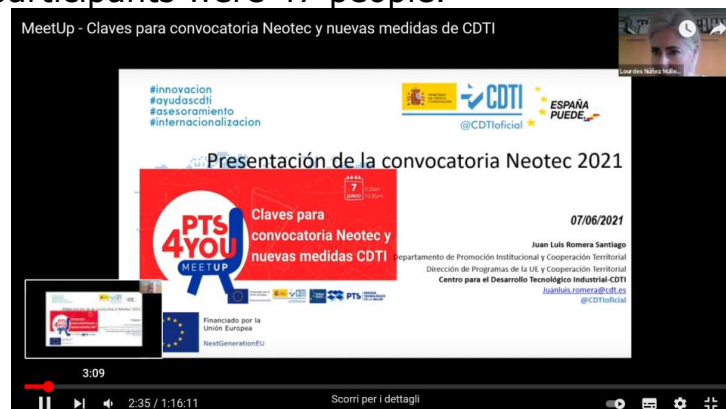 participants were 47 people.
MeetUp - Claves para convocatoria Neotec y nuevas medidas de CDTI
Lourdes Núñez Mülle...
#innovacion
#ayudascdti
#asesoramiento
#internacionalizacion
CDTI
@CDTIoficial
ESPAÑA
PUEDE
Presentación de la convocatoria Neotec 2021
7
JUNIO
PTS
4YOU
MEETUP
Claves para
convocatoria Neotec y
nuevas medidas CDTI
07/06/2021
Juan Luis Romera Santiago
Departamento de Promoción Institucional y Cooperación Territorial
Dirección de Programas de la UE y Cooperación Territorial
Centro para el Desarrollo Tecnológico Industrial-CDTI
Juanluis.romera@cdt.es
@CDTIoficial
PTS
Financiado por la
Unión Europea
NextGenerationEU
3:09
2:35 / 1:16:11
Scorri per i dettagli